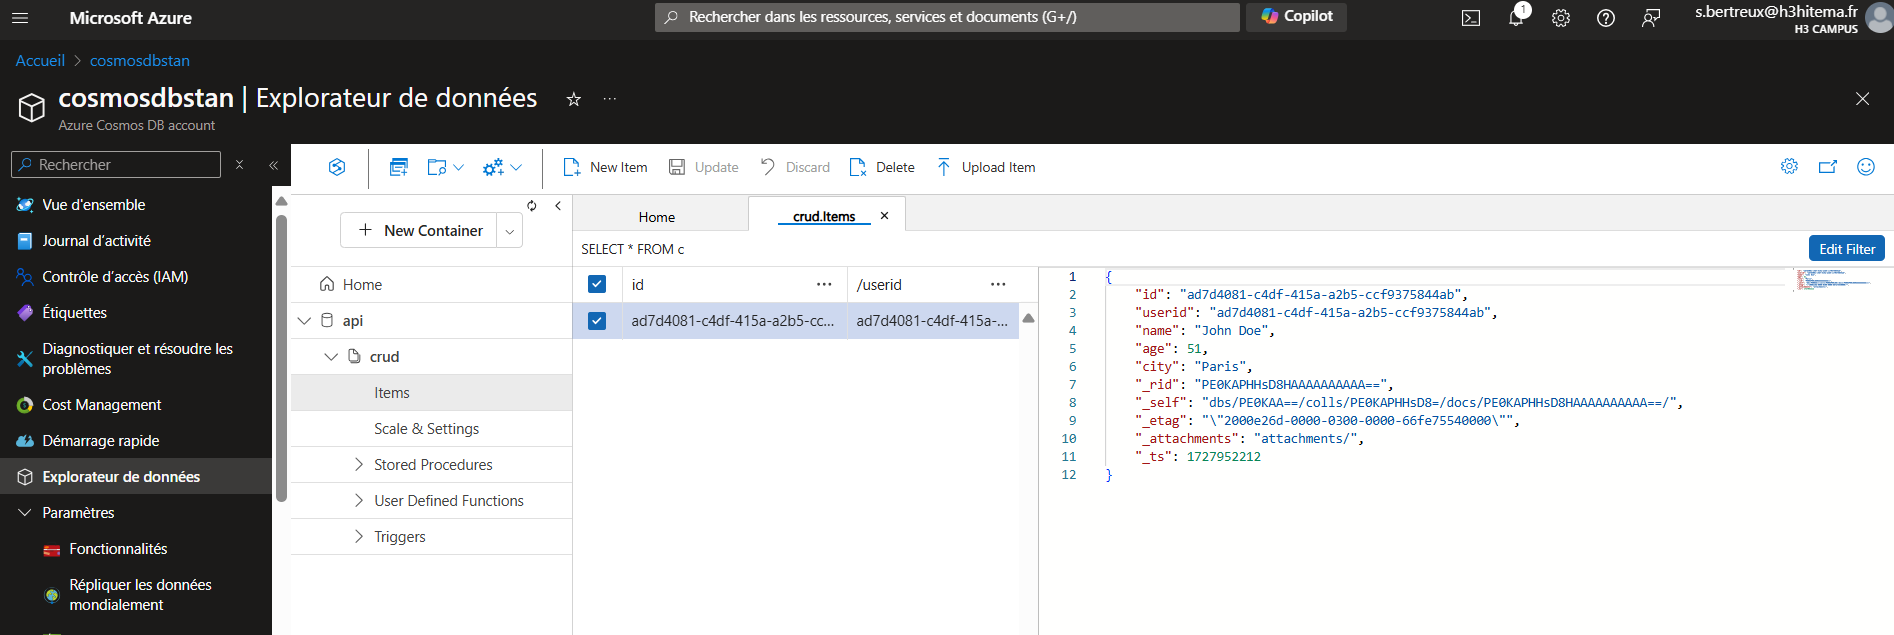 Microsoft Azure
Rechercher dans les ressources, services et documents (G+/)
Copilot
1
s.bertreux@h3hitema.fr
H3 CAMPUS
Accueil > cosmosdbstan
cosmosdbstan | Explorateur de données
Azure Cosmos DB account
Rechercher
Vue d'ensemble
Journal d'activité
Contrôle d'accès (IAM)
Étiquettes
Diagnostiquer et résoudre les
problèmes
Cost Management
Démarrage rapide
Explorateur de données
Paramètres
Fonctionnalités
Répliquer les données
mondialement
New Item
Update
Discard
Delete
Upload Item
New Container
Home
api
crud
Items
Scale & Settings
Stored Procedures
User Defined Functions
Triggers
Home
crud.Items
SELECT * FROM c
Edit Filter
id ... /userid ...
ad7d4081-c4df-415a-a2b5-cc... ad7d4081-c4df-415a-...
1 {
2 "id": "ad7d4081-c4df-415a-a2b5-ccf9375844ab",
3 "userid": "ad7d4081-c4df-415a-a2b5-ccf9375844ab",
4 "name": "John Doe",
5 "age": 51,
6 "city": "Paris",
7 "_rid": "PE0KAPHHsD8HAAAAAAAAAA==",
8 "_self": "dbs/PE0KAA==/colls/PE0KAPHHsD8=/docs/PE0KAPHHsD8HAAAAAAAAAA==/",
9 "_etag": "\"2000e26d-0000-0300-0000-66fe75540000\"",
10 "_attachments": "attachments/",
11 "_ts": 1727952212
12 }